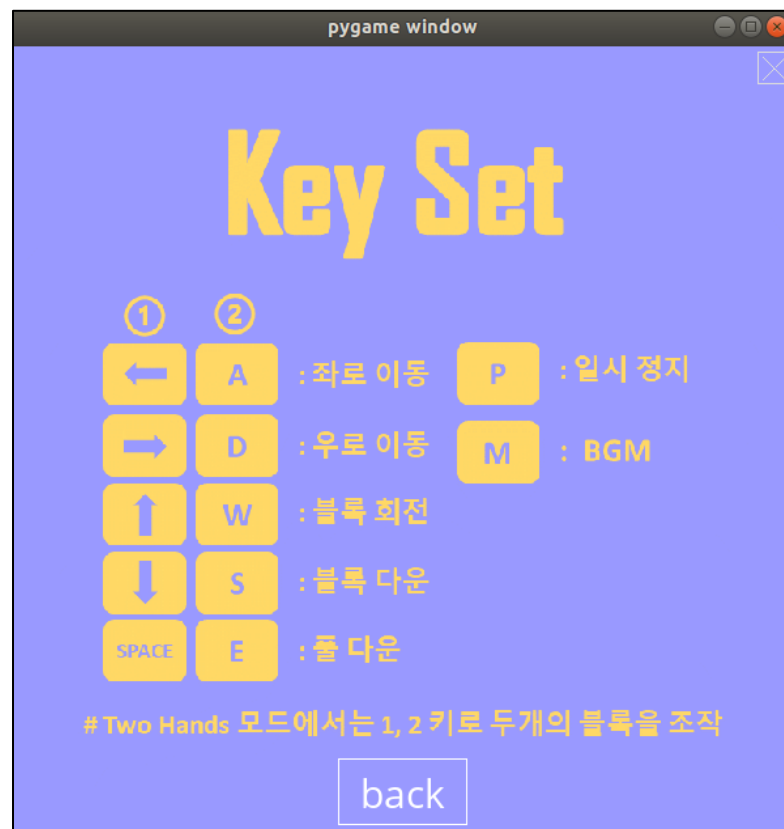 pygame window
Key Set
① ②
← A : 좌로 이동 P : 일시 정지
→ D : 우로 이동 M : BGM
↑ W : 블록 회전
↓ S : 블록 다운
SPACE E : 풀 다운
# Two Hands 모드에서는 1, 2 키로 두개의 블록을 조작
back